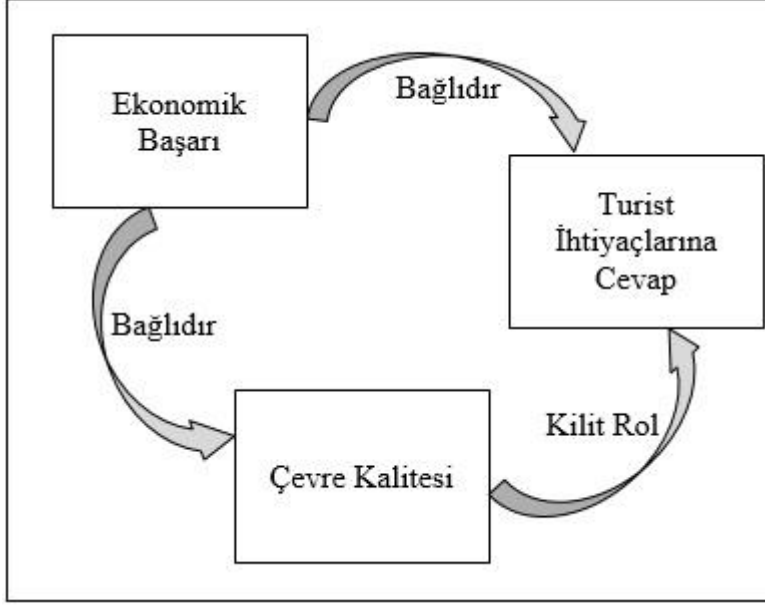 Ekonomik
Başarı
Bağlıdır
Turist
İhtiyaçlarına
Cevap
Bağlıdır
Kilit Rol
Çevre Kalitesi